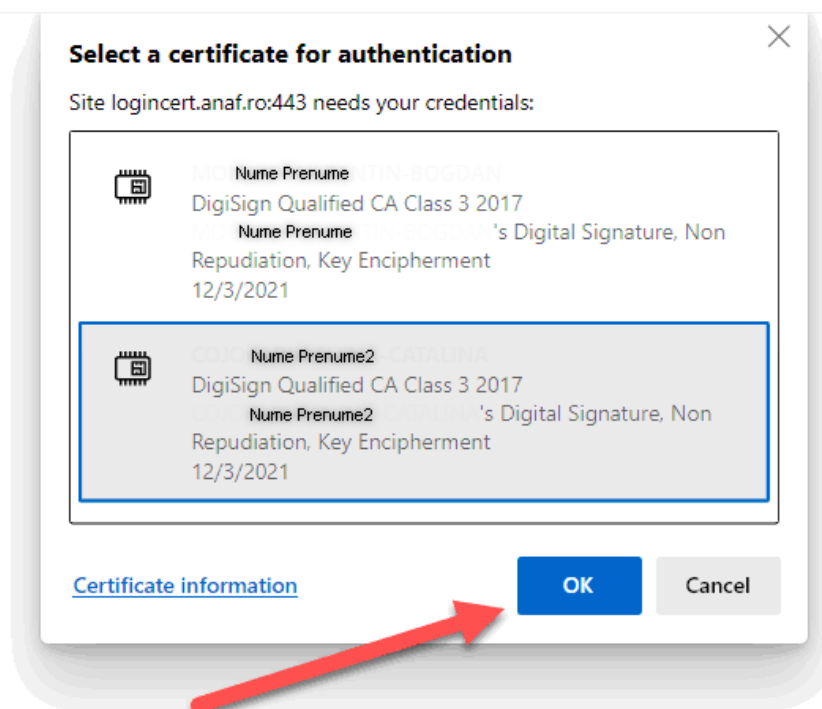 Select a certificate for authentication
Site logincert.anaf.ro:443 needs your credentials:
Nume Prenume
DigiSign Qualified CA Class 3 2017
Nume Prenume 's Digital Signature, Non
Repudiation, Key Encipherment
12/3/2021
Nume Prenume2
DigiSign Qualified CA Class 3 2017
Nume Prenume2 's Digital Signature, Non
Repudiation, Key Encipherment
12/3/2021
Certificate information
OK
Cancel